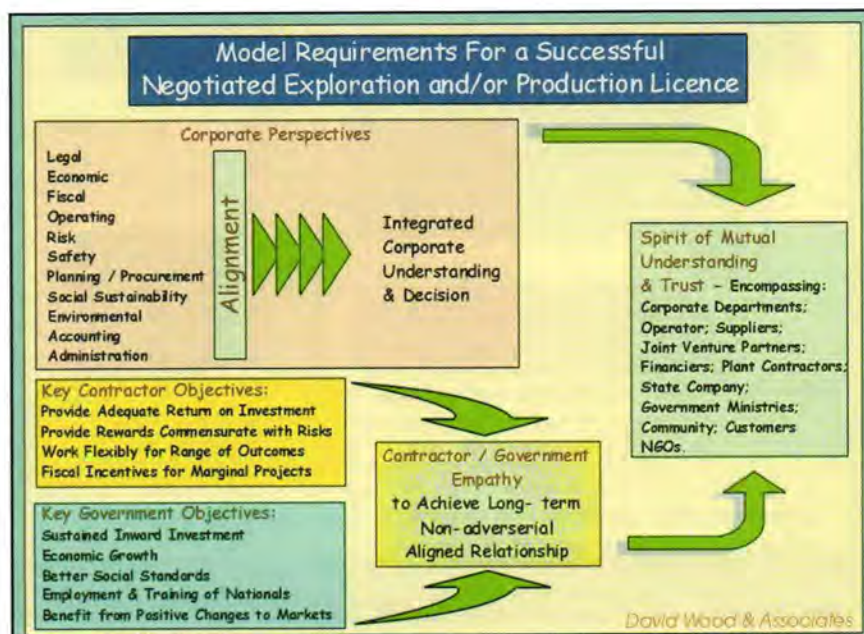 Model Requirements For a Successful
Negotiated Exploration and/or Production Licence
Corporate Perspectives
Legal
Economic
Fiscal
Operating
Risk
Safety
Planning / Procurement
Social Sustainability
Environmental
Accounting
Administration
Alignment
Integrated
Corporate
Understanding
& Decision
Spirit of Mutual
Understanding
& Trust – Encompassing:
Corporate Departments;
Operator; Suppliers;
Joint Venture Partners;
Financiers; Plant Contractors;
State Company;
Government Ministries;
Community; Customers
NGOs.
Key Contractor Objectives:
Provide Adequate Return on Investment
Provide Rewards Commensurate with Risks
Work Flexibly for Range of Outcomes
Fiscal Incentives for Marginal Projects
Contractor / Government
Empathy
to Achieve Long- term
Non-adverserial
Aligned Relationship
Key Government Objectives:
Sustained Inward Investment
Economic Growth
Better Social Standards
Employment & Training of Nationals
Benefit from Positive Changes to Markets
David Wood & Associates